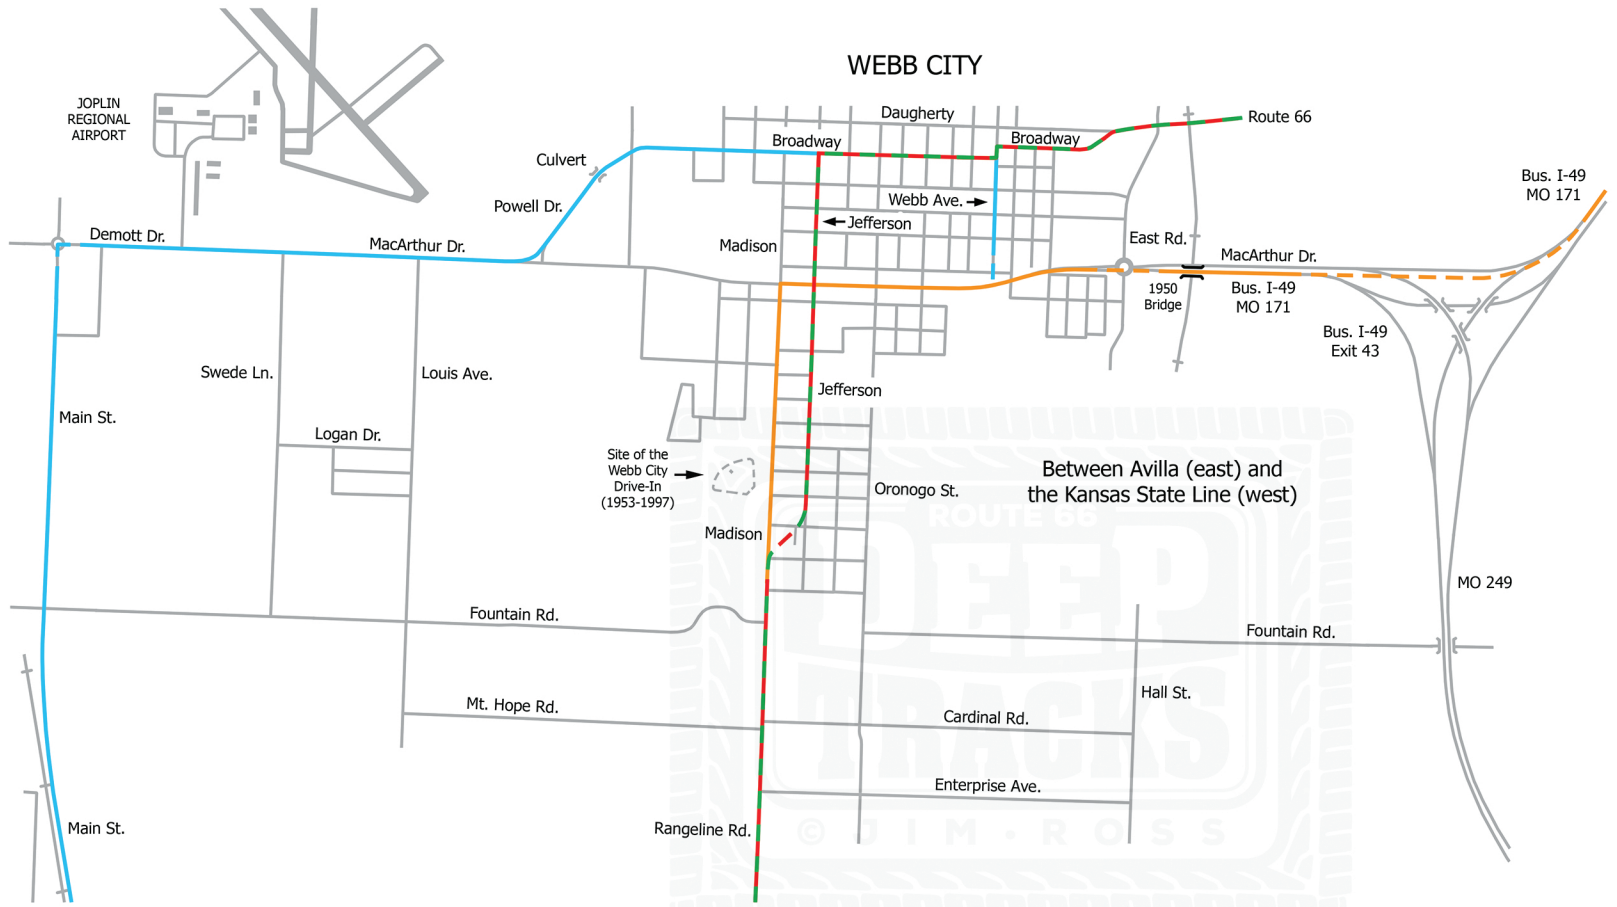 WEBB CITY
JOPLIN
REGIONAL
AIRPORT
Daugherty
Route 66
Broadway
Broadway
Culvert
Bus. I-49
MO 171
Powell Dr.
Webb Ave.
Jefferson
Demott Dr.
MacArthur Dr.
Madison
East Rd.
MacArthur Dr.
1950
Bridge
Bus. I-49
MO 171
Bus. I-49
Exit 43
Swede Ln.
Louis Ave.
Jefferson
Main St.
Logan Dr.
Site of the
Webb City
Drive-In
(1953-1997)
Between Avilla (east) and
the Kansas State Line (west)
Oronogo St.
ROUTE 66
Madison
DEEP
MO 249
Fountain Rd.
Fountain Rd.
Hall St.
Mt. Hope Rd.
Cardinal Rd.
TRACKS
Enterprise Ave.
Main St.
Rangeline Rd.
© JIM • ROSS